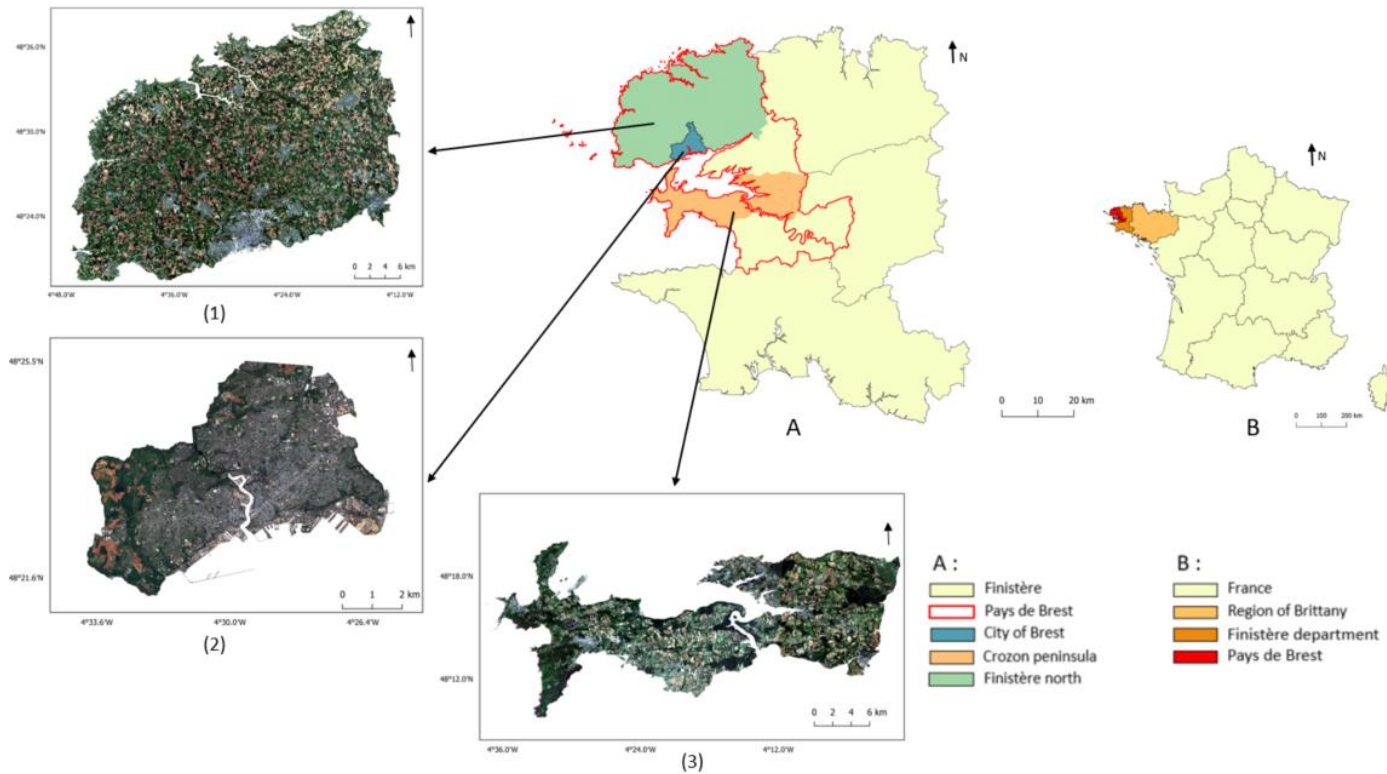 48°36.0'N
48°30.0'N
48°24.0'N
0 2 4 6 km
4°48.0'W 4°36.0'W 4°24.0'W 4°12.0'W
(1)
48°25.5'N
48°21.6'N
0 1 2 km
4°33.6'W 4°30.0'W 4°26.4'W
(2)
48°18.0'N
48°12.0'N
0 2 4 6 km
4°36.0'W 4°24.0'W 4°12.0'W
(3)
N
0 10 20 km
A
N
0 100 200 km
B
A :
Finistère
Pays de Brest
City of Brest
Crozon peninsula
Finistère north
B :
France
Region of Brittany
Finistère department
Pays de Brest